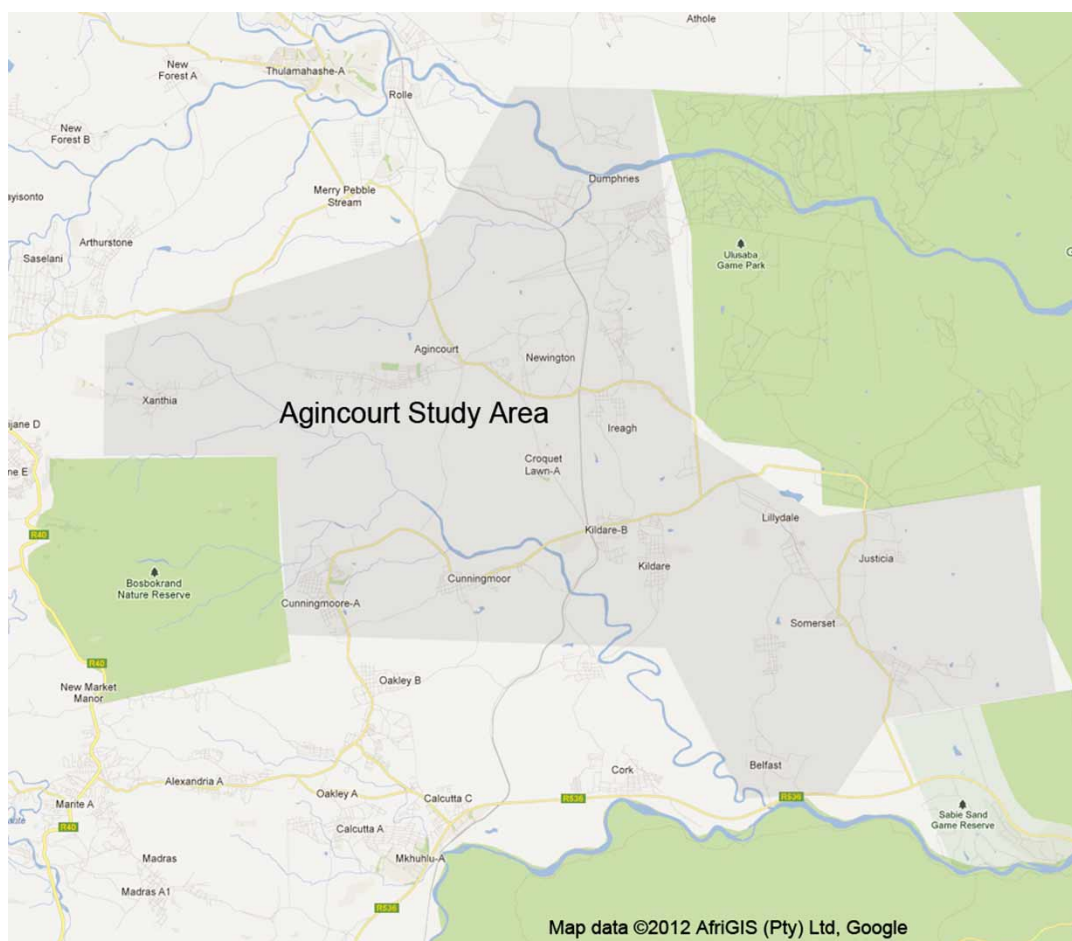 Athole
New
Forest A
Thulamahashe-A
Rolle
New
Forest B
Dumphries
ayisonto
Merry Pebble
Stream
Arthurstone
Saselani
Ulusaba
Game Park
G
Agincourt
Newington
Xanthia
Agincourt Study Area
ijane D
Ireagh
Croquet
Lawn-A
ne E
Lillydale
R40
Kildare-B
Justicia
Kildare
Bosbokrand
Nature Reserve
Cunningmoor
Cunningmoore-A
Somerset
R40
Oakley B
New Market
Manor
Belfast
Cork
Alexandria A
Oakley A
Calcutta C
R536
R536
Marite A
Sabie Sand
Game Reserve
R40
Calcutta A
Madras
Mkhuhlu-A
Madras A1
R536
Map data ©2012 AfriGIS (Pty) Ltd, Google